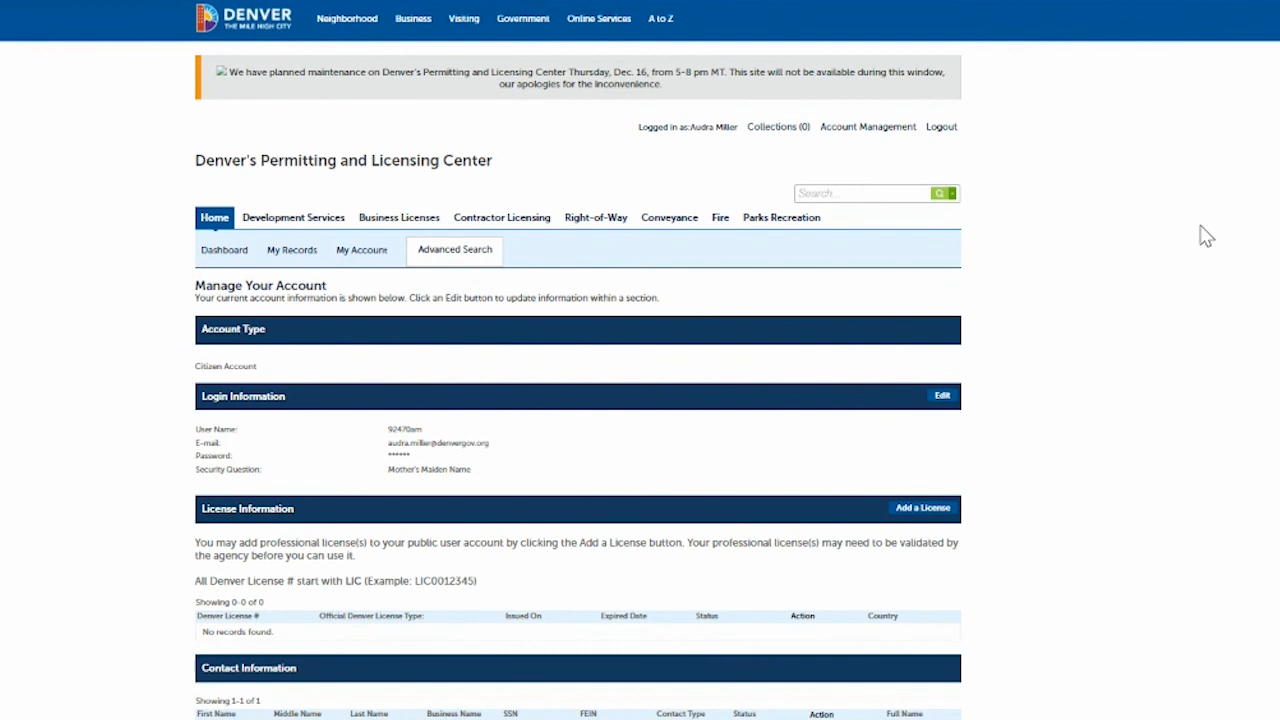 DENVER
THE MILE HIGH CITY
Neighborhood Business Visiting Government Online Services A to Z
We have planned maintenance on Denver's Permitting and Licensing Center Thursday, Dec. 16, from 5-8 pm MT. This site will not be available during this window,
our apologies for the inconvenience.
Logged in as:Audra Miller Collections (0) Account Management Logout
Denver's Permitting and Licensing Center
Search...
Home Development Services Business Licenses Contractor Licensing Right-of-Way Conveyance Fire Parks Recreation
Dashboard My Records My Account Advanced Search
Manage Your Account
Your current account information is shown below. Click an Edit button to update information within a section.
Account Type
Citizen Account
Login Information Edit
User Name: 92470am
E-mail: audra.miller@denvergov.org
Password: ******
Security Question: Mother's Maiden Name
License Information Add a License
You may add professional license(s) to your public user account by clicking the Add a License button. Your professional license(s) may need to be validated by
the agency before you can use it.
All Denver License # start with LIC (Example: LIC0012345)
Showing 0-0 of 0
Denver License # Official Denver License Type: Issued On Expired Date Status Action Country
No records found.
Contact Information
Showing 1-1 of 1
First Name Middle Name Last Name Business Name SSN FEIN Contact Type Status Action Full Name